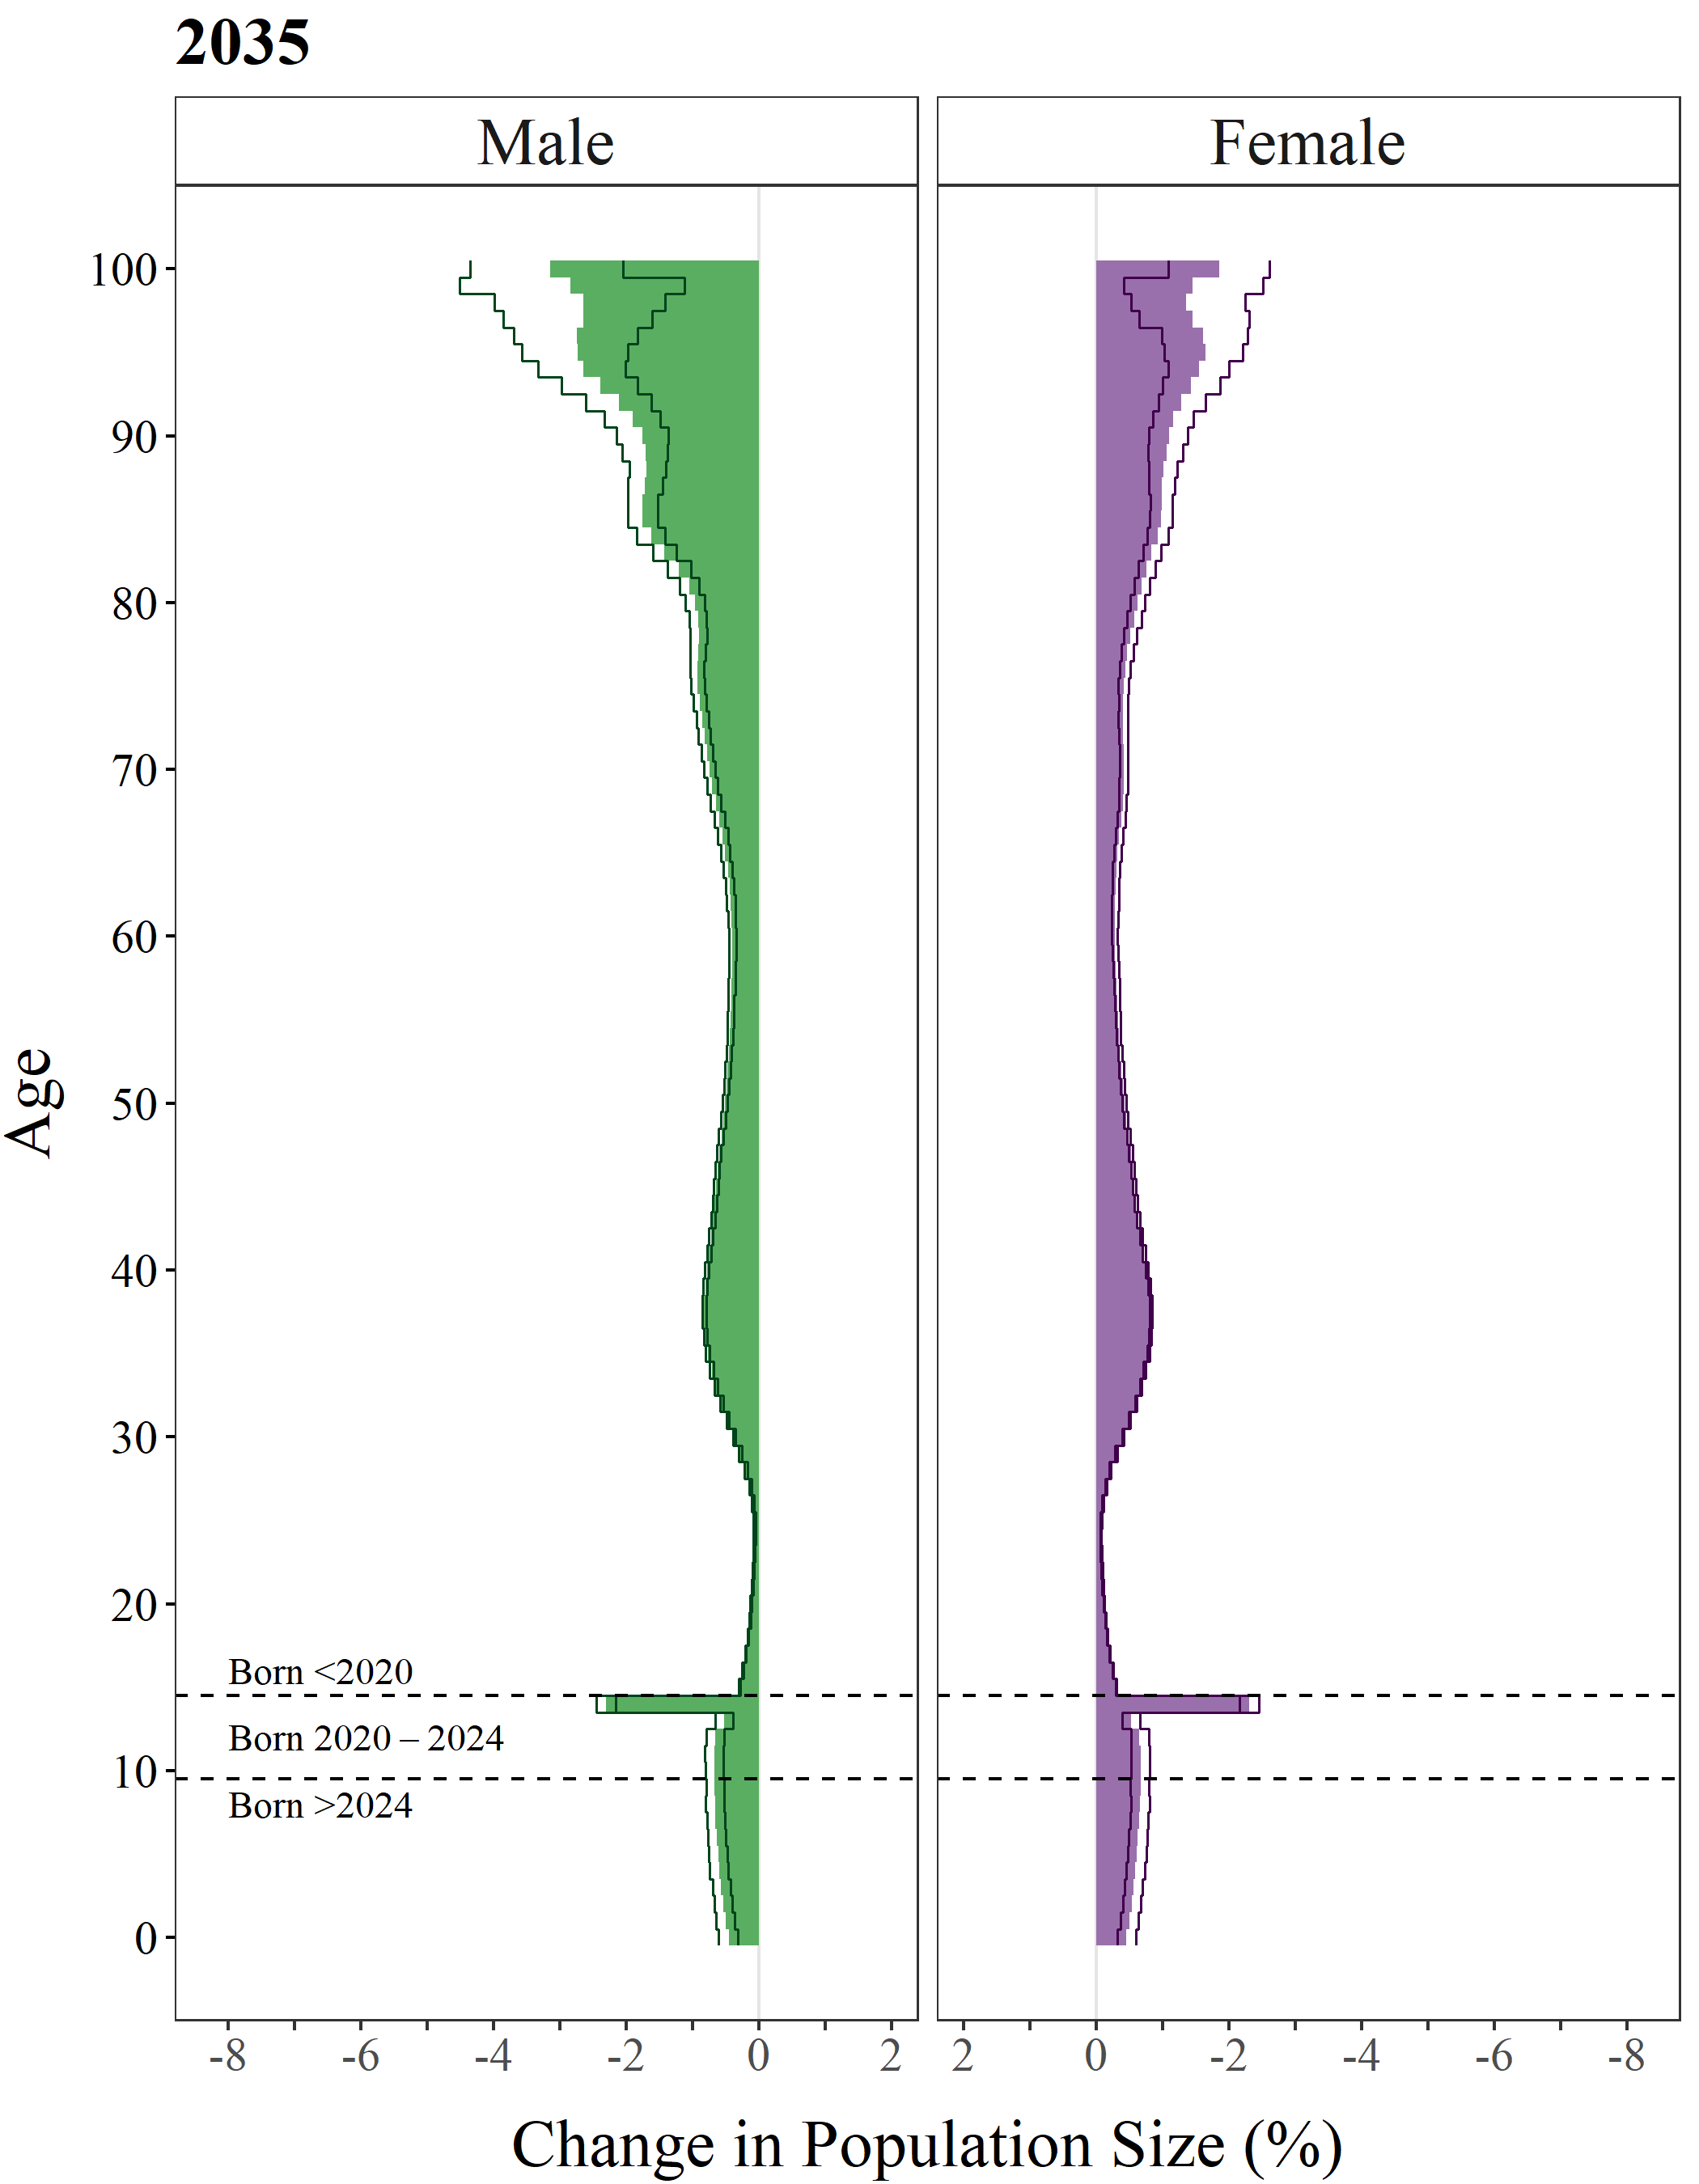 2035
Male
Female
100
90
80
70
60
50
40
30
20
10
0
Age
Born <2020
Born 2020 – 2024
Born >2024
-8 -6 -4 -2 0 2
2 0 -2 -4 -6 -8
Change in Population Size (%)